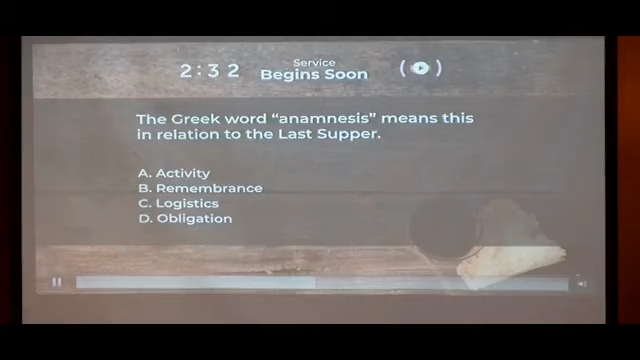 2:32
Service
Begins Soon
The Greek word “anamnesis” means this
in relation to the Last Supper.
A. Activity
B. Remembrance
C. Logistics
D. Obligation